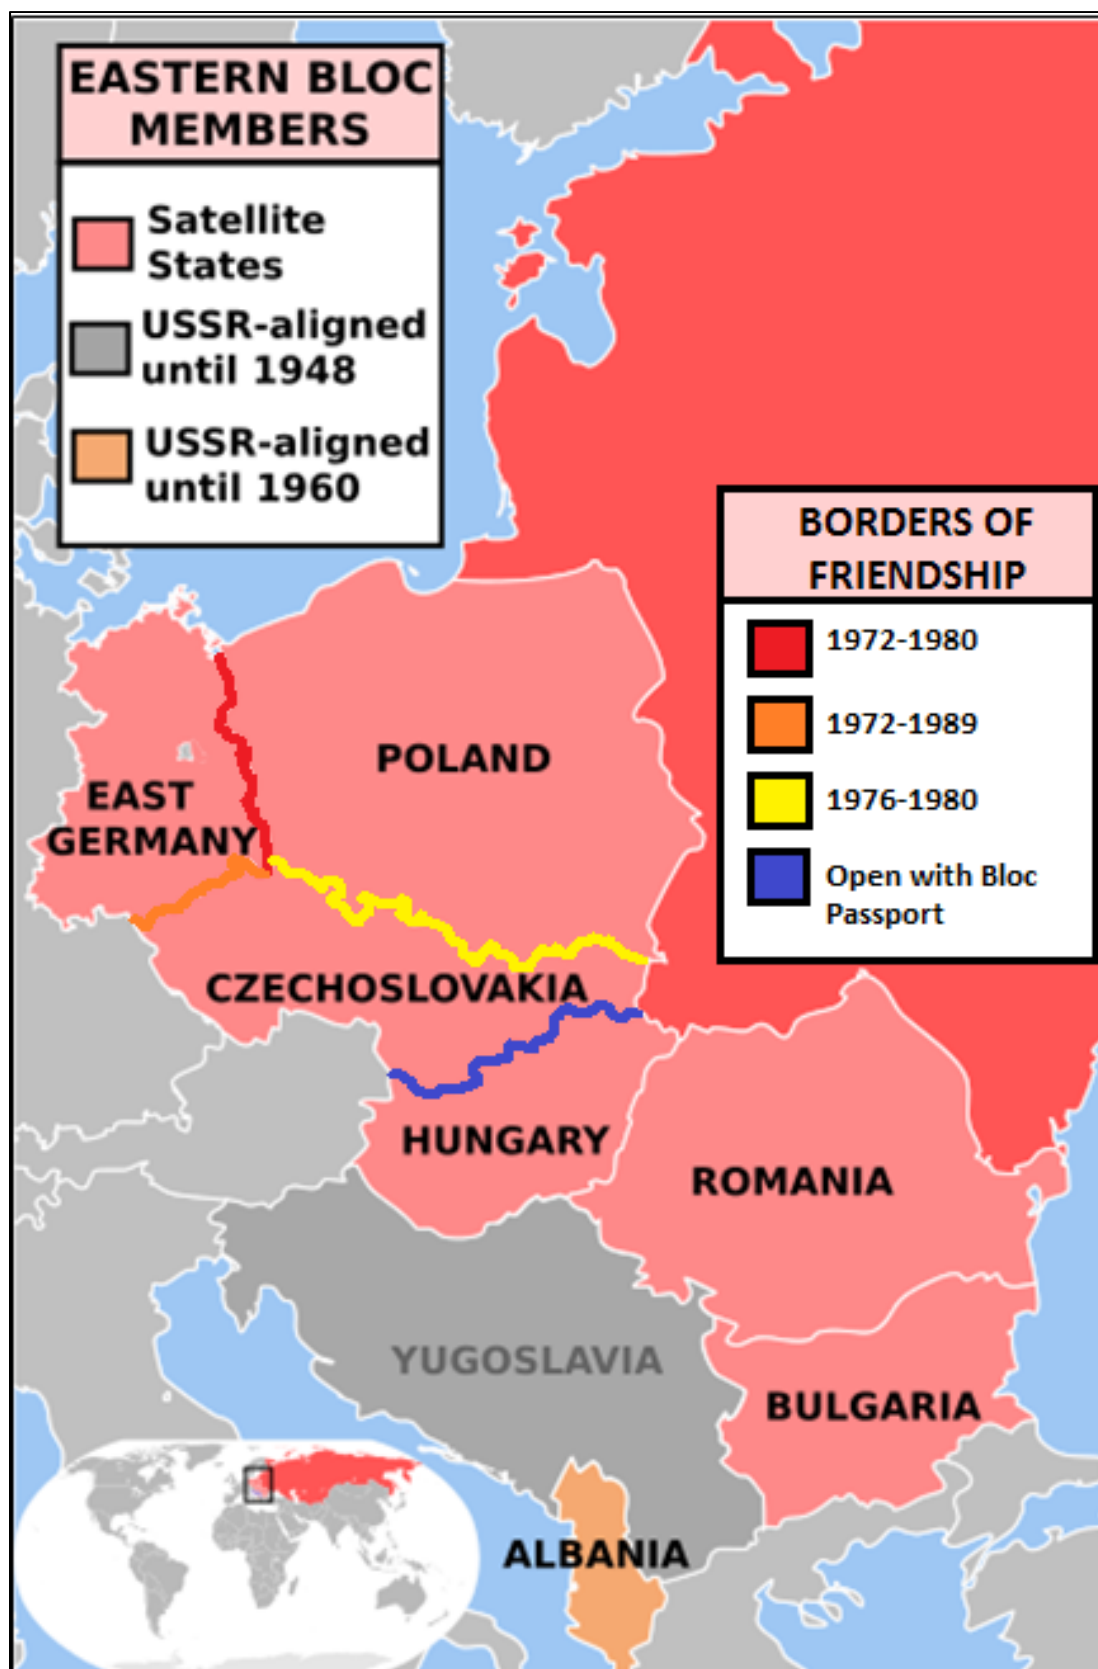 EASTERN BLOC
MEMBERS
Satellite
States
USSR-aligned
until 1948
USSR-aligned
until 1960
BORDERS OF
FRIENDSHIP
1972-1980
1972-1989
1976-1980
Open with Bloc
Passport
POLAND
EAST
GERMANY
CZECHOSLOVAKIA
HUNGARY
ROMANIA
YUGOSLAVIA
BULGARIA
ALBANIA